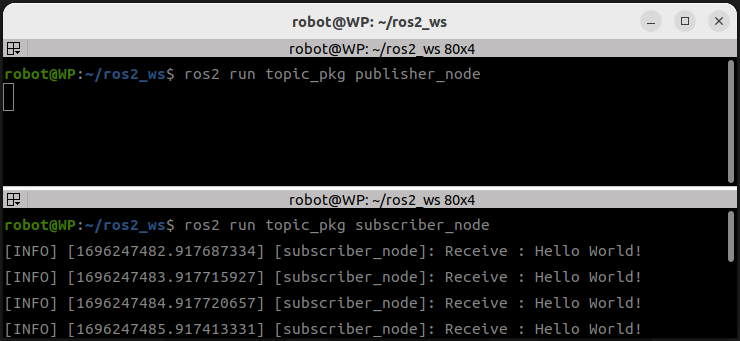 robot@WP: ~/ros2_ws
robot@WP: ~/ros2_ws 80x4
robot@WP:~/ros2_ws$ ros2 run topic_pkg publisher_node
robot@WP: ~/ros2_ws 80x4
robot@WP:~/ros2_ws$ ros2 run topic_pkg subscriber_node
[INFO] [1696247482.917687334] [subscriber_node]: Receive : Hello World!
[INFO] [1696247483.917715927] [subscriber_node]: Receive : Hello World!
[INFO] [1696247484.917720657] [subscriber_node]: Receive : Hello World!
[INFO] [1696247485.917413331] [subscriber_node]: Receive : Hello World!